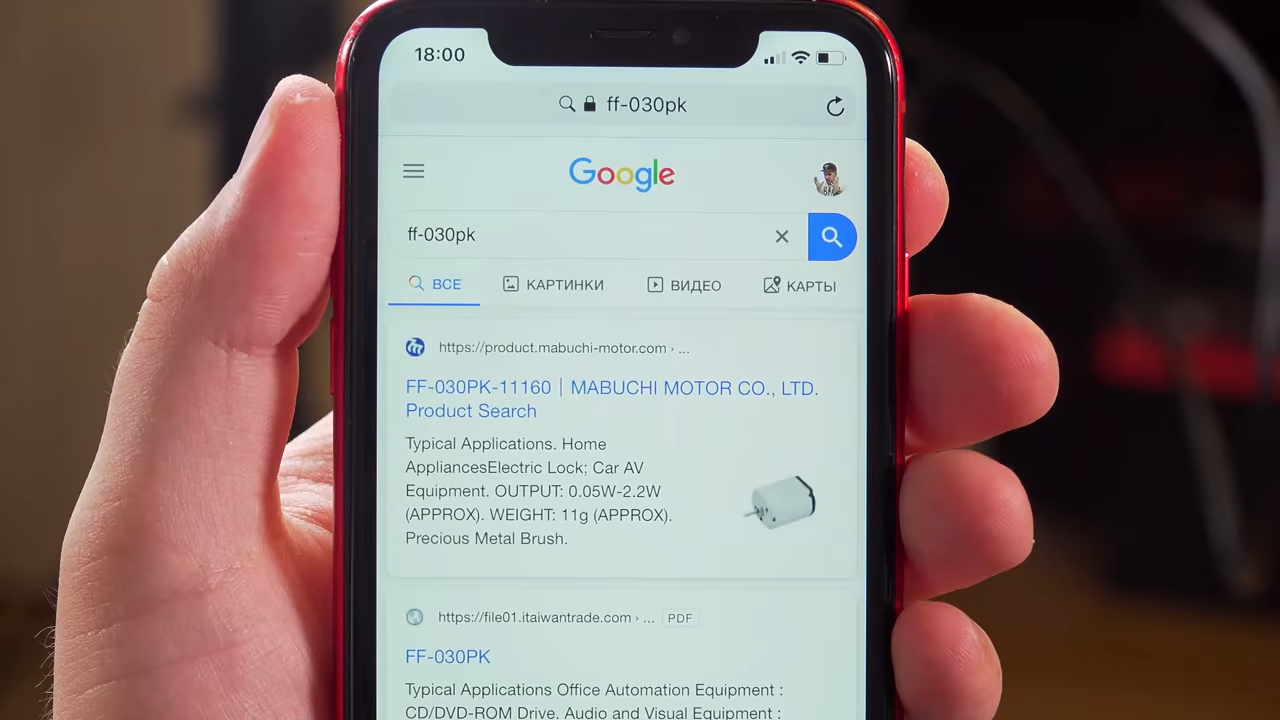 18:00
ff-030pk
Google
ff-030pk
ВСЕ КАРТИНКИ ВИДЕО КАРТЫ
https://product.mabuchi-motor.com › ...
FF-030PK-11160 | MABUCHI MOTOR CO., LTD.
Product Search
Typical Applications. Home
AppliancesElectric Lock; Car AV
Equipment. OUTPUT: 0.05W-2.2W
(APPROX). WEIGHT: 11g (APPROX).
Precious Metal Brush.
https://file01.itaiwantrade.com › ... PDF
FF-030PK
Typical Applications Office Automation Equipment :
CD/DVD-ROM Drive. Audio and Visual Equipment :